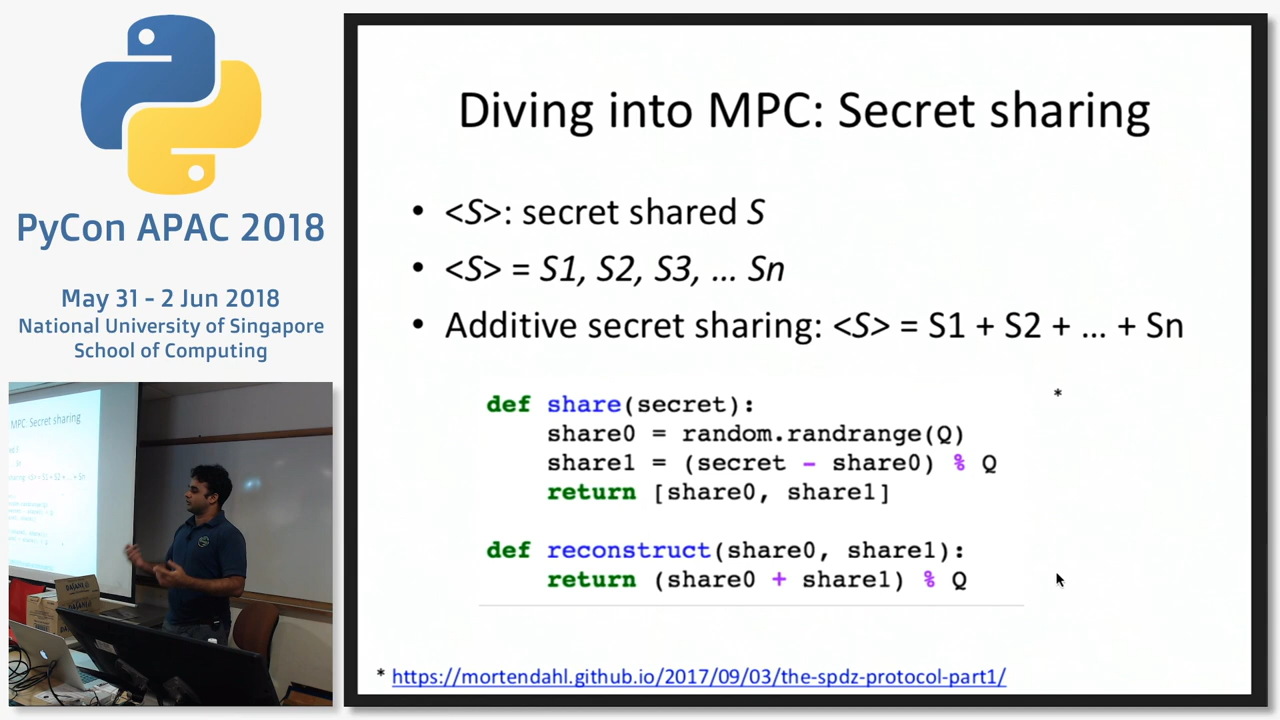 PyCon APAC 2018
May 31 - 2 Jun 2018
National University of Singapore
School of Computing
Diving into MPC: Secret sharing
• <S>: secret shared S
• <S> = S1, S2, S3, ... Sn
• Additive secret sharing: <S> = S1 + S2 + ... + Sn
*
def share(secret):
share0 = random.randrange(Q)
share1 = (secret - share0) % Q
return [share0, share1]
def reconstruct(share0, share1):
return (share0 + share1) % Q
* https://mortendahl.github.io/2017/09/03/the-spdz-protocol-part1/
MPC: Secret sharing